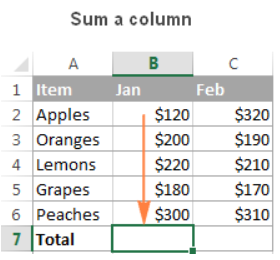 Sum a column
A B C
1 Item Jan Feb
2 Apples $120 $320
3 Oranges $200 $190
4 Lemons $220 $210
5 Grapes $180 $170
6 Peaches $300 $310
7 Total